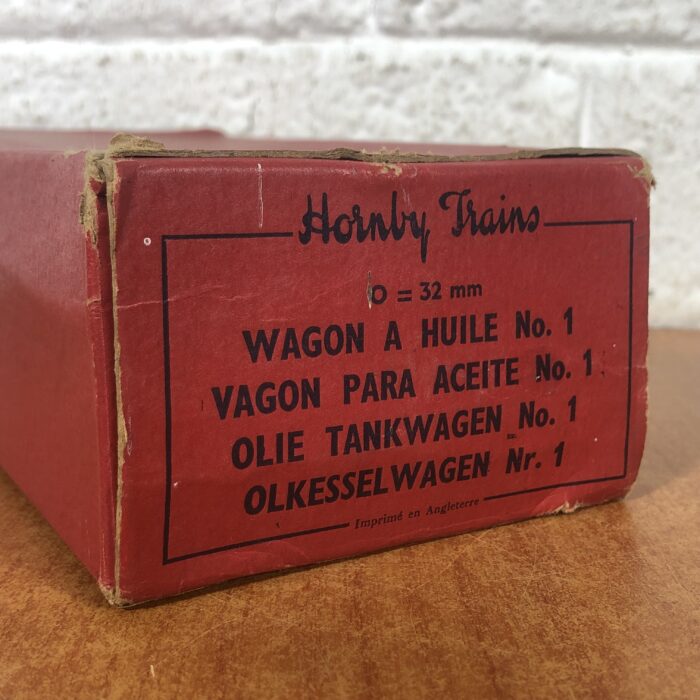 Hornby Trains
O = 32 mm
WAGON A HUILE No. 1
VAGON PARA ACEITE No. 1
OLIE TANKWAGEN No. 1
OLKESSELWAGEN Nr. 1
Imprimé en Angleterre